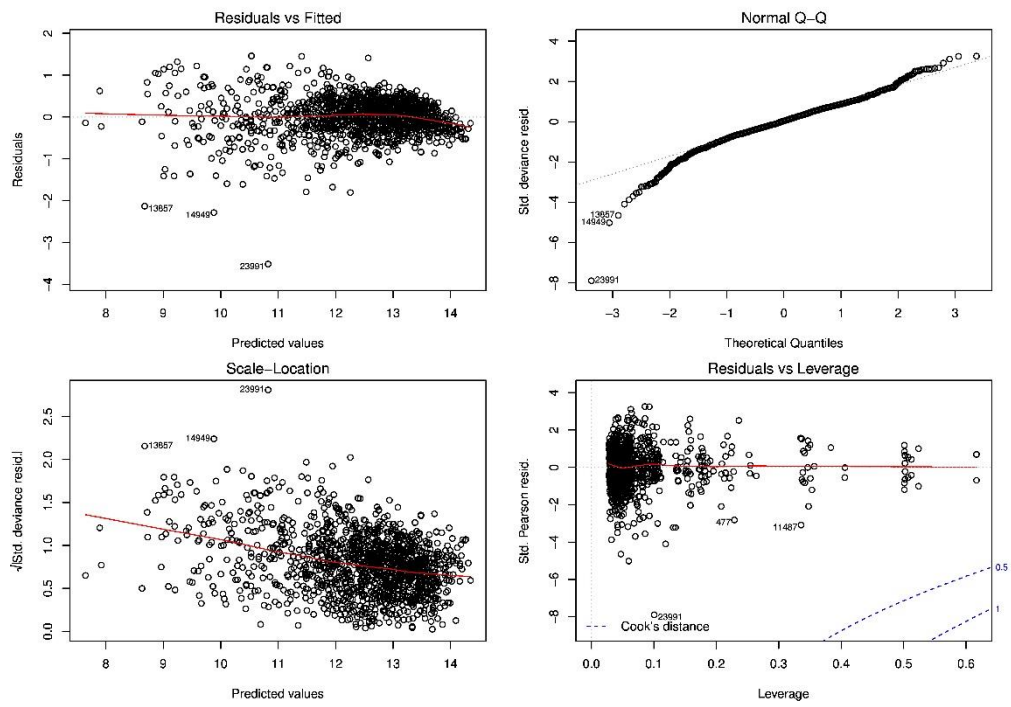 Residuals vs Fitted
Residuals
2
1
0
−1
−2
−3
−4
13857
14949
23991
8 9 10 11 12 13 14
Predicted values
Normal Q−Q
Std. deviance resid.
4
2
0
−2
−4
−6
−8
13857
14949
23991
−3 −2 −1 0 1 2 3
Theoretical Quantiles
Scale−Location
√|Std. deviance resid.|
2.5
2.0
1.5
1.0
0.5
0.0
23991
13857
14949
8 9 10 11 12 13 14
Predicted values
Residuals vs Leverage
Std. Pearson resid.
4
2
0
−2
−4
−6
−8
477
11487
23991
Cook's distance
0.5
1
0.0 0.1 0.2 0.3 0.4 0.5 0.6
Leverage